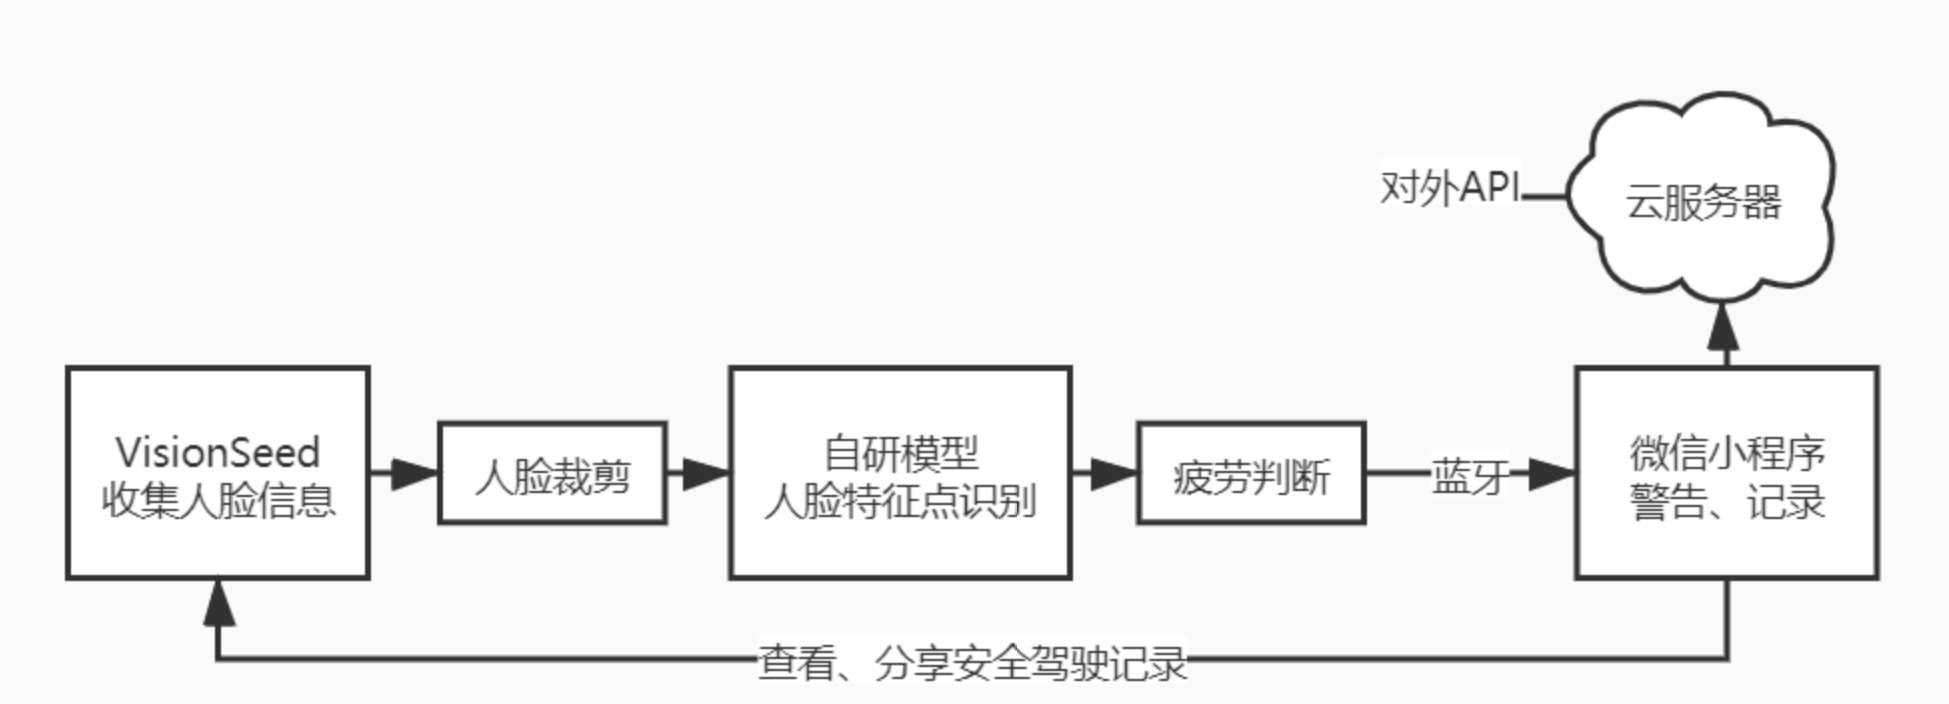 对外API
云服务器
VisionSeed
收集人脸信息
人脸裁剪
自研模型
人脸特征点识别
疲劳判断
蓝牙
微信小程序
警告、记录
查看、分享安全驾驶记录